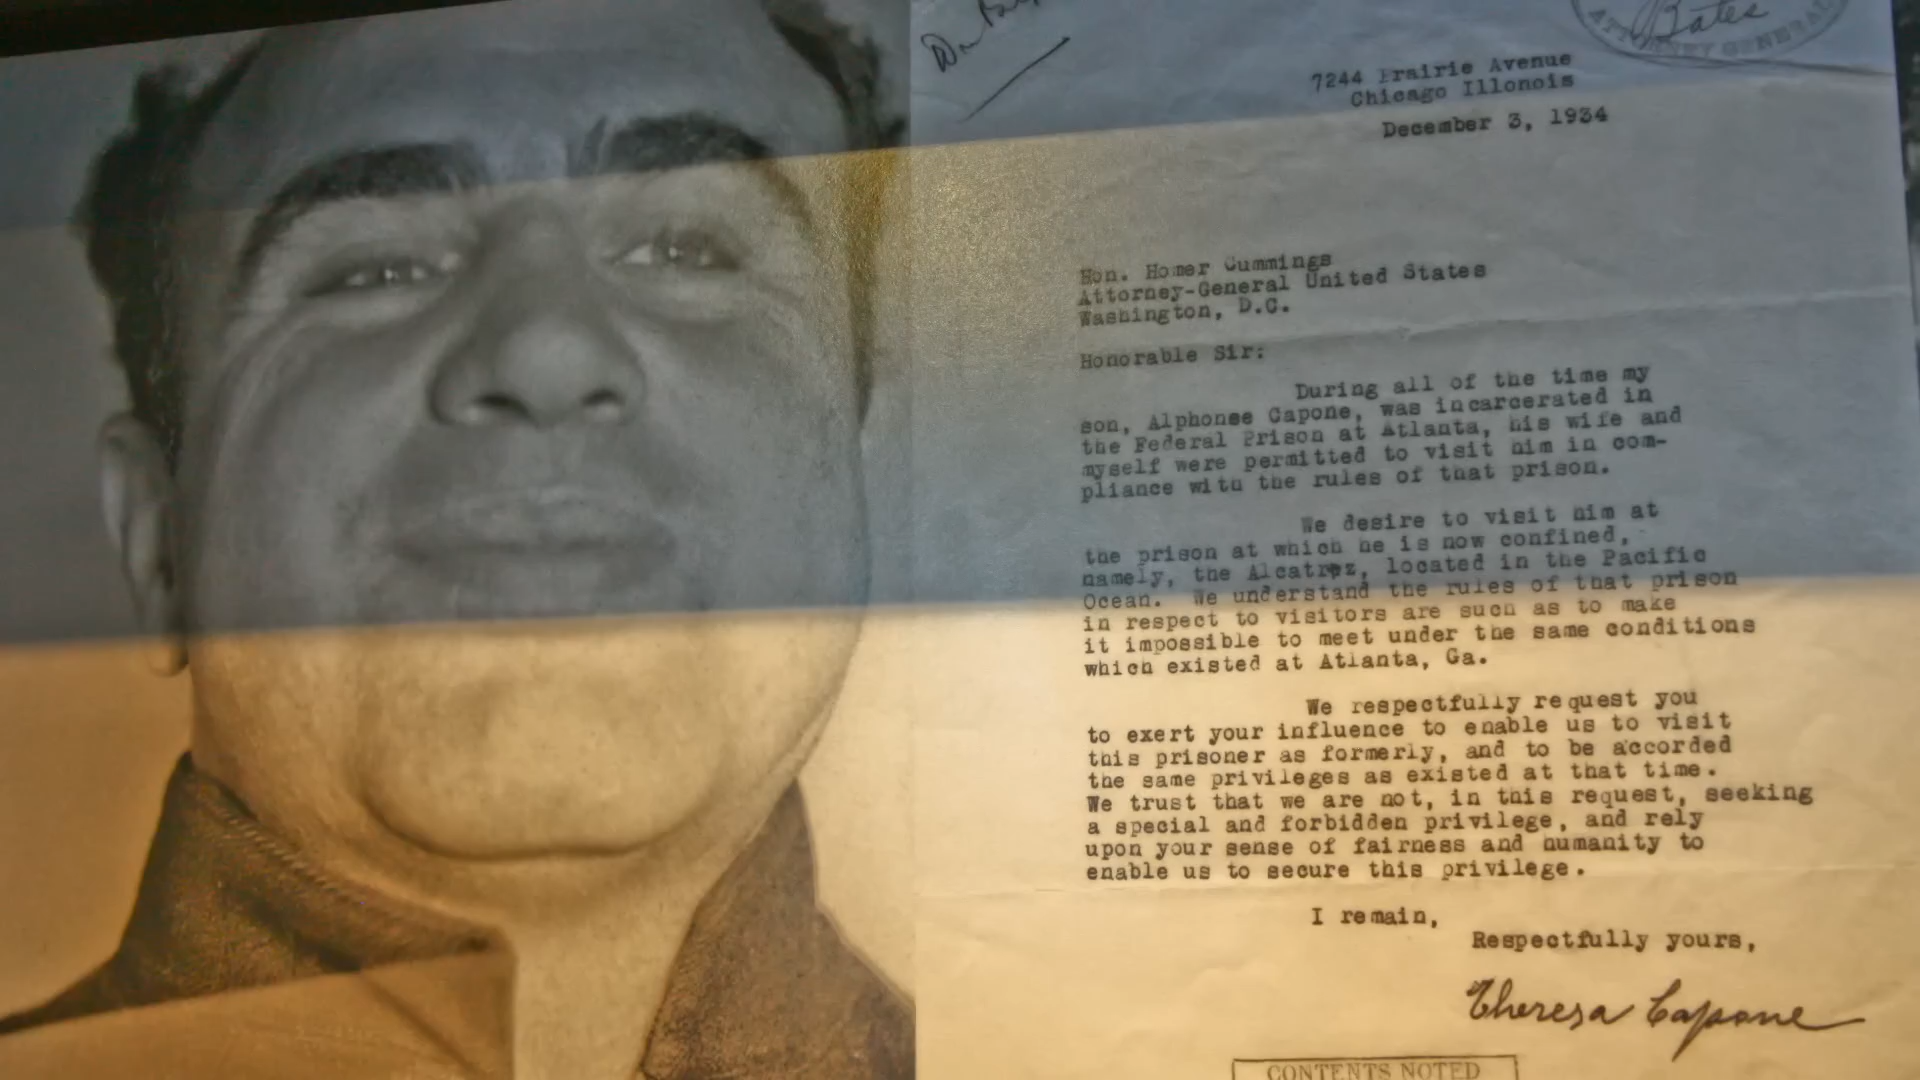 Bates
ATTORNEY GENERAL
7244 Prairie Avenue
Chicago Illonois
December 3, 1934
Hon. Homer Cummings
Attorney-General United States
Washington, D.C.
Honorable Sir:
During all of the time my
son, Alphonse Capone, was incarcerated in
the Federal Prison at Atlanta, his wife and
myself were permitted to visit him in com-
pliance with the rules of that prison.
We desire to visit him at
the prison at which he is now confined,
namely, the Alcatraz, located in the Pacific
Ocean. We understand the rules of that prison
in respect to visitors are such as to make
it impossible to meet under the same conditions
which existed at Atlanta, Ga.
We respectfully request you
to exert your influence to enable us to visit
this prisoner as formerly, and to be accorded
the same privileges as existed at that time.
We trust that we are not, in this request, seeking
a special and forbidden privilege, and rely
upon your sense of fairness and humanity to
enable us to secure this privilege.
I remain,
Respectfully yours,
Theresa Capone
CONTENTS NOTED